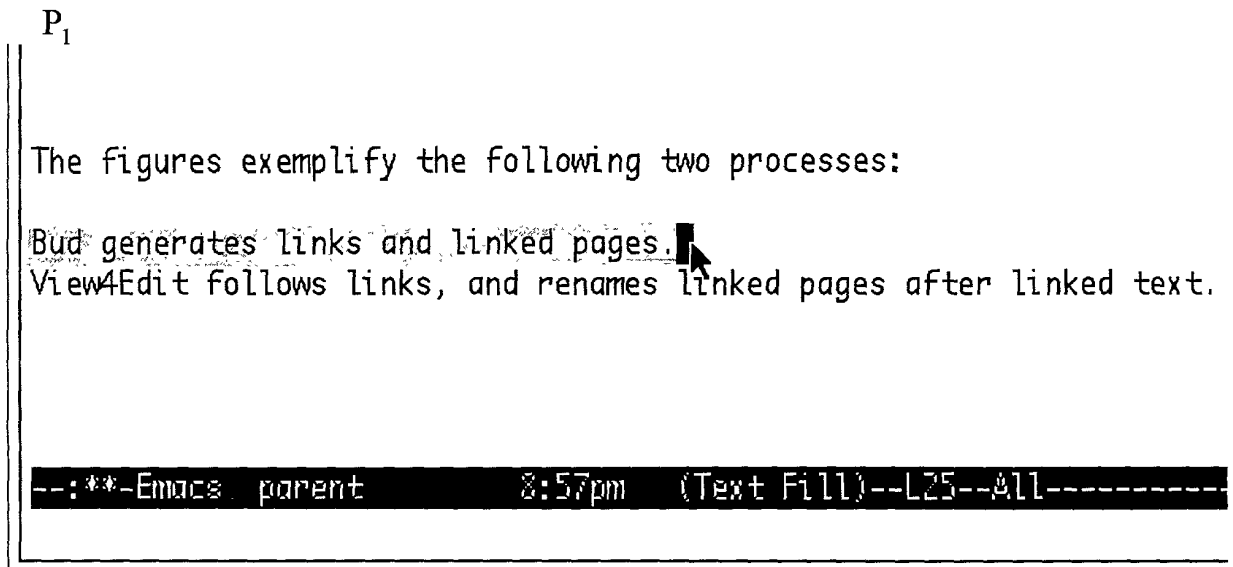 P1
The figures exemplify the following two processes:
Bud generates links and linked pages.
View4Edit follows links, and renames linked pages after linked text.
--:**-Emacs parent 8:57pm (Text Fill)--L25--All-----------